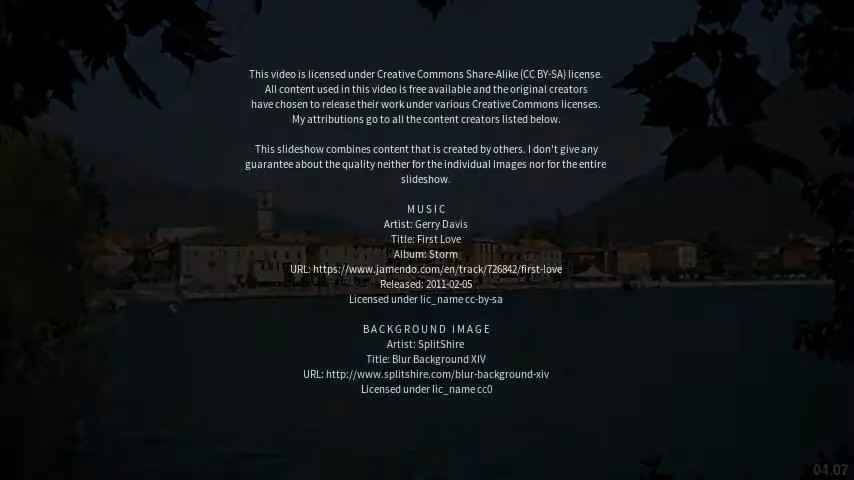 This video is licensed under Creative Commons Share-Alike (CC BY-SA) license.
All content used in this video is free available and the original creators
have chosen to release their work under various Creative Commons licenses.
My attributions go to all the content creators listed below.
This slideshow combines content that is created by others. I don't give any
guarantee about the quality neither for the individual images nor for the entire
slideshow.
MUSIC
Artist: Gerry Davis
Title: First Love
Album: Storm
URL: https://www.jamendo.com/en/track/726842/first-love
Released: 2011-02-05
Licensed under lic_name cc-by-sa
BACKGROUND IMAGE
Artist: SplitShire
Title: Blur Background XIV
URL: http://www.splitshire.com/blur-background-xiv
Licensed under lic_name cc0
04.07